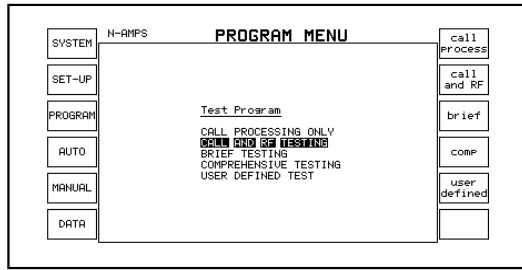 N-AMPS
PROGRAM MENU
SYSTEM
SET-UP
PROGRAM
AUTO
MANUAL
DATA
Test Program
CALL PROCESSING ONLY
CALL AND RF TESTING
BRIEF TESTING
COMPREHENSIVE TESTING
USER DEFINED TEST
call
process
call
and RF
brief
comp
user
defined